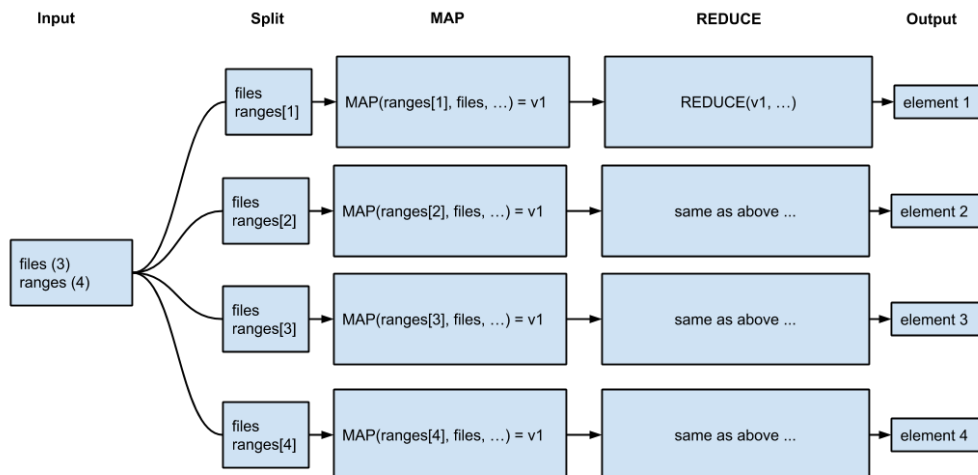 Input
Split
MAP
REDUCE
Output
files (3)
ranges (4)
files
ranges[1]
MAP(ranges[1], files, …) = v1
REDUCE(v1, …)
element 1
files
ranges[2]
MAP(ranges[2], files, …) = v1
same as above ...
element 2
files
ranges[3]
MAP(ranges[3], files, …) = v1
same as above ...
element 3
files
ranges[4]
MAP(ranges[4], files, …) = v1
same as above ...
element 4